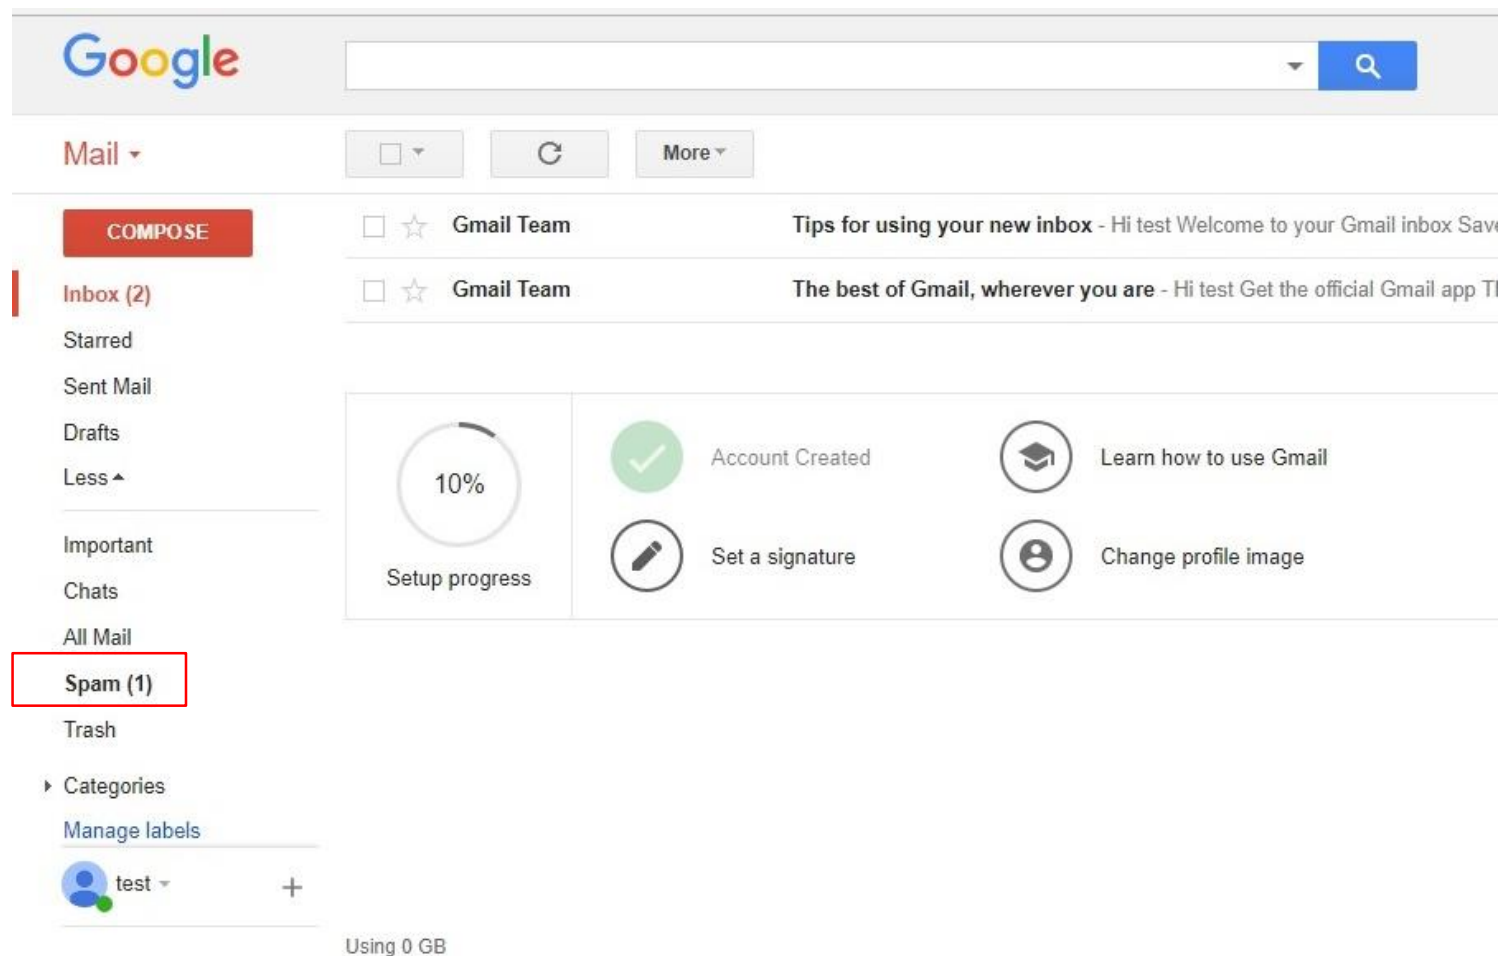 Google
Mail
More
COMPOSE
Gmail Team Tips for using your new inbox - Hi test Welcome to your Gmail inbox Save
Inbox (2)
Gmail Team The best of Gmail, wherever you are - Hi test Get the official Gmail app
Starred
Sent Mail
Drafts
Less
10%
Setup progress
Account Created
Learn how to use Gmail
Set a signature
Change profile image
Important
Chats
All Mail
Spam (1)
Trash
Categories
Manage labels
test
Using 0 GB